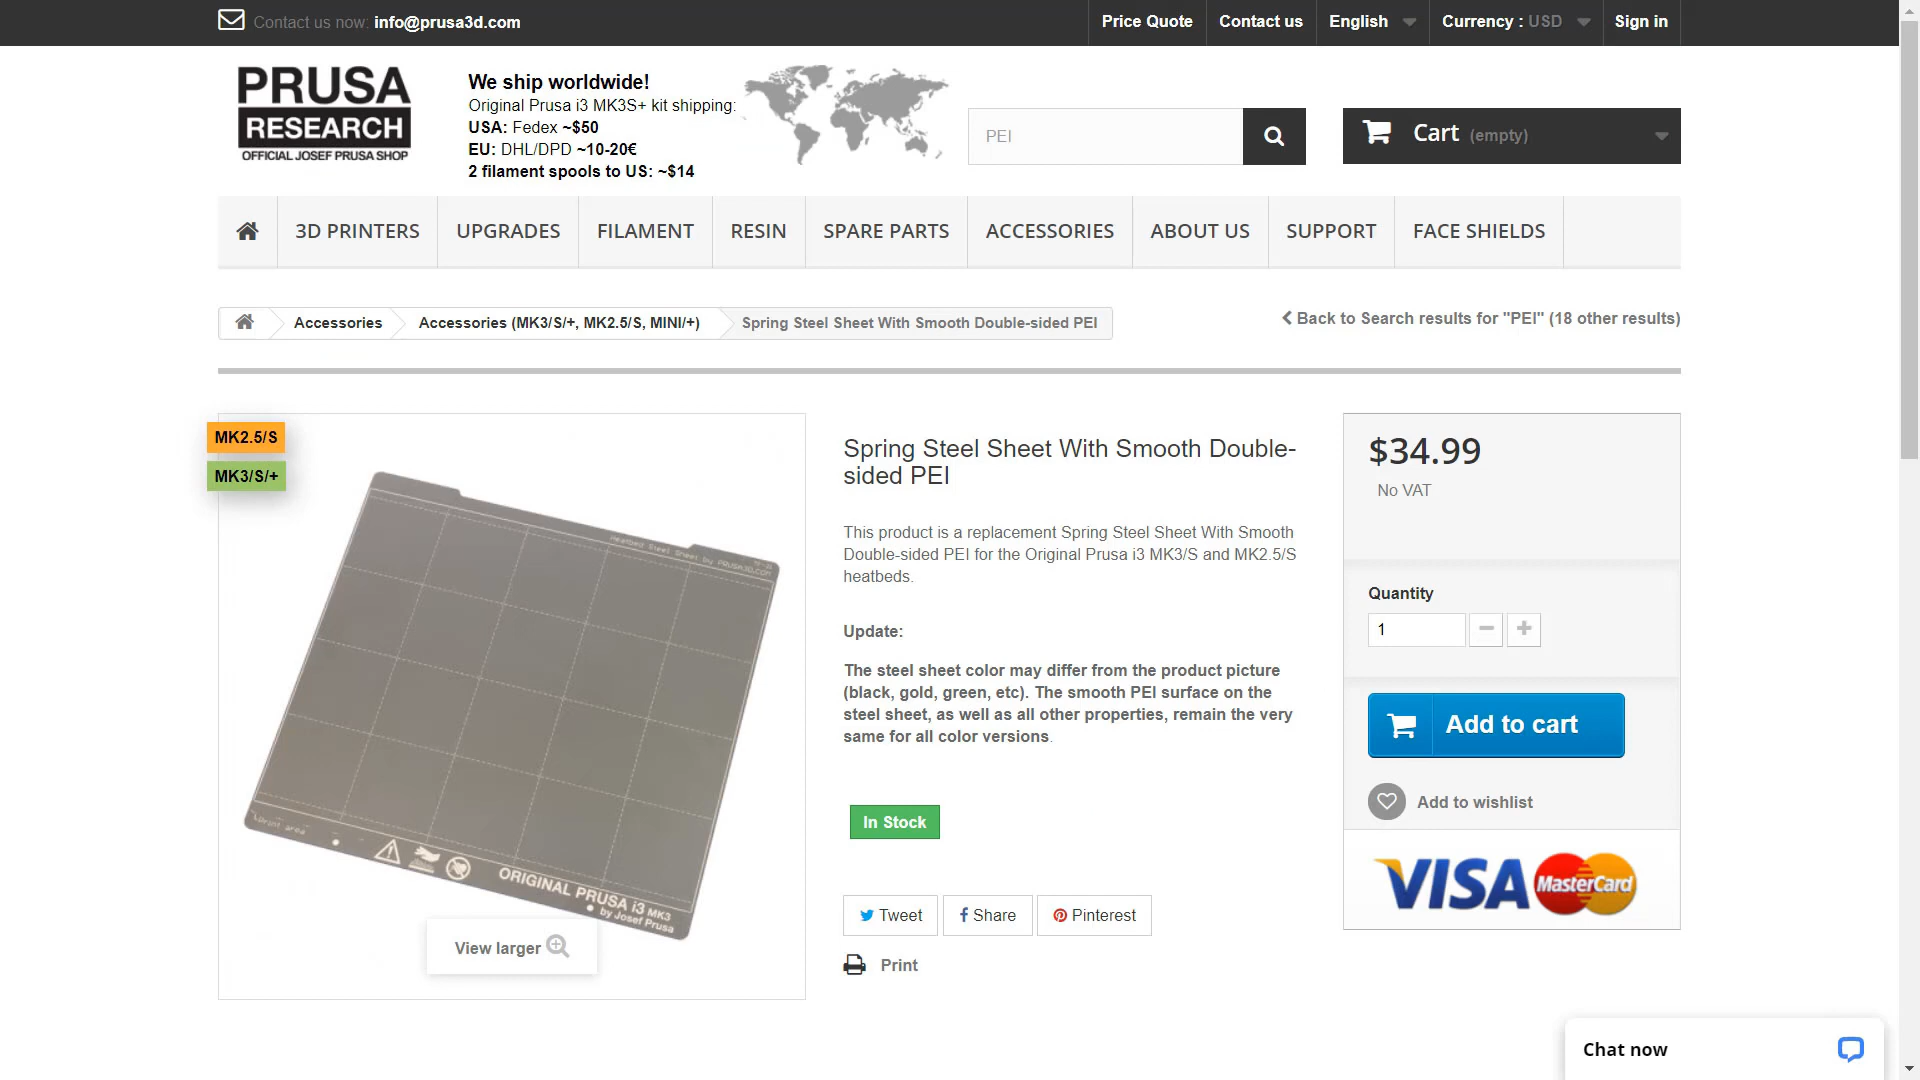 Contact us now: info@prusa3d.com
Price Quote
Contact us
English
Currency : USD
Sign in
PRUSA
RESEARCH
OFFICIAL JOSEF PRUSA SHOP
We ship worldwide!
Original Prusa i3 MK3S+ kit shipping:
USA: Fedex ~$50
EU: DHL/DPD ~10-20€
2 filament spools to US: ~$14
PEI
Cart (empty)
3D PRINTERS
UPGRADES
FILAMENT
RESIN
SPARE PARTS
ACCESSORIES
ABOUT US
SUPPORT
FACE SHIELDS
Accessories
Accessories (MK3/S/+, MK2.5/S, MINI/+)
Spring Steel Sheet With Smooth Double-sided PEI
Back to Search results for "PEI" (18 other results)
MK2.5/S
MK3/S/+
Heatbed Steel Sheet by PRUSA3D.COM
Print area
ORIGINAL PRUSA i3 MK3
by Josef Prusa
View larger
Spring Steel Sheet With Smooth Double-
sided PEI
This product is a replacement Spring Steel Sheet With Smooth
Double-sided PEI for the Original Prusa i3 MK3/S and MK2.5/S
heatbeds.
Update:
The steel sheet color may differ from the product picture
(black, gold, green, etc). The smooth PEI surface on the
steel sheet, as well as all other properties, remain the very
same for all color versions.
In Stock
Tweet
Share
Pinterest
Print
$34.99
No VAT
Quantity
1
Add to cart
Add to wishlist
VISA
MasterCard
Chat now